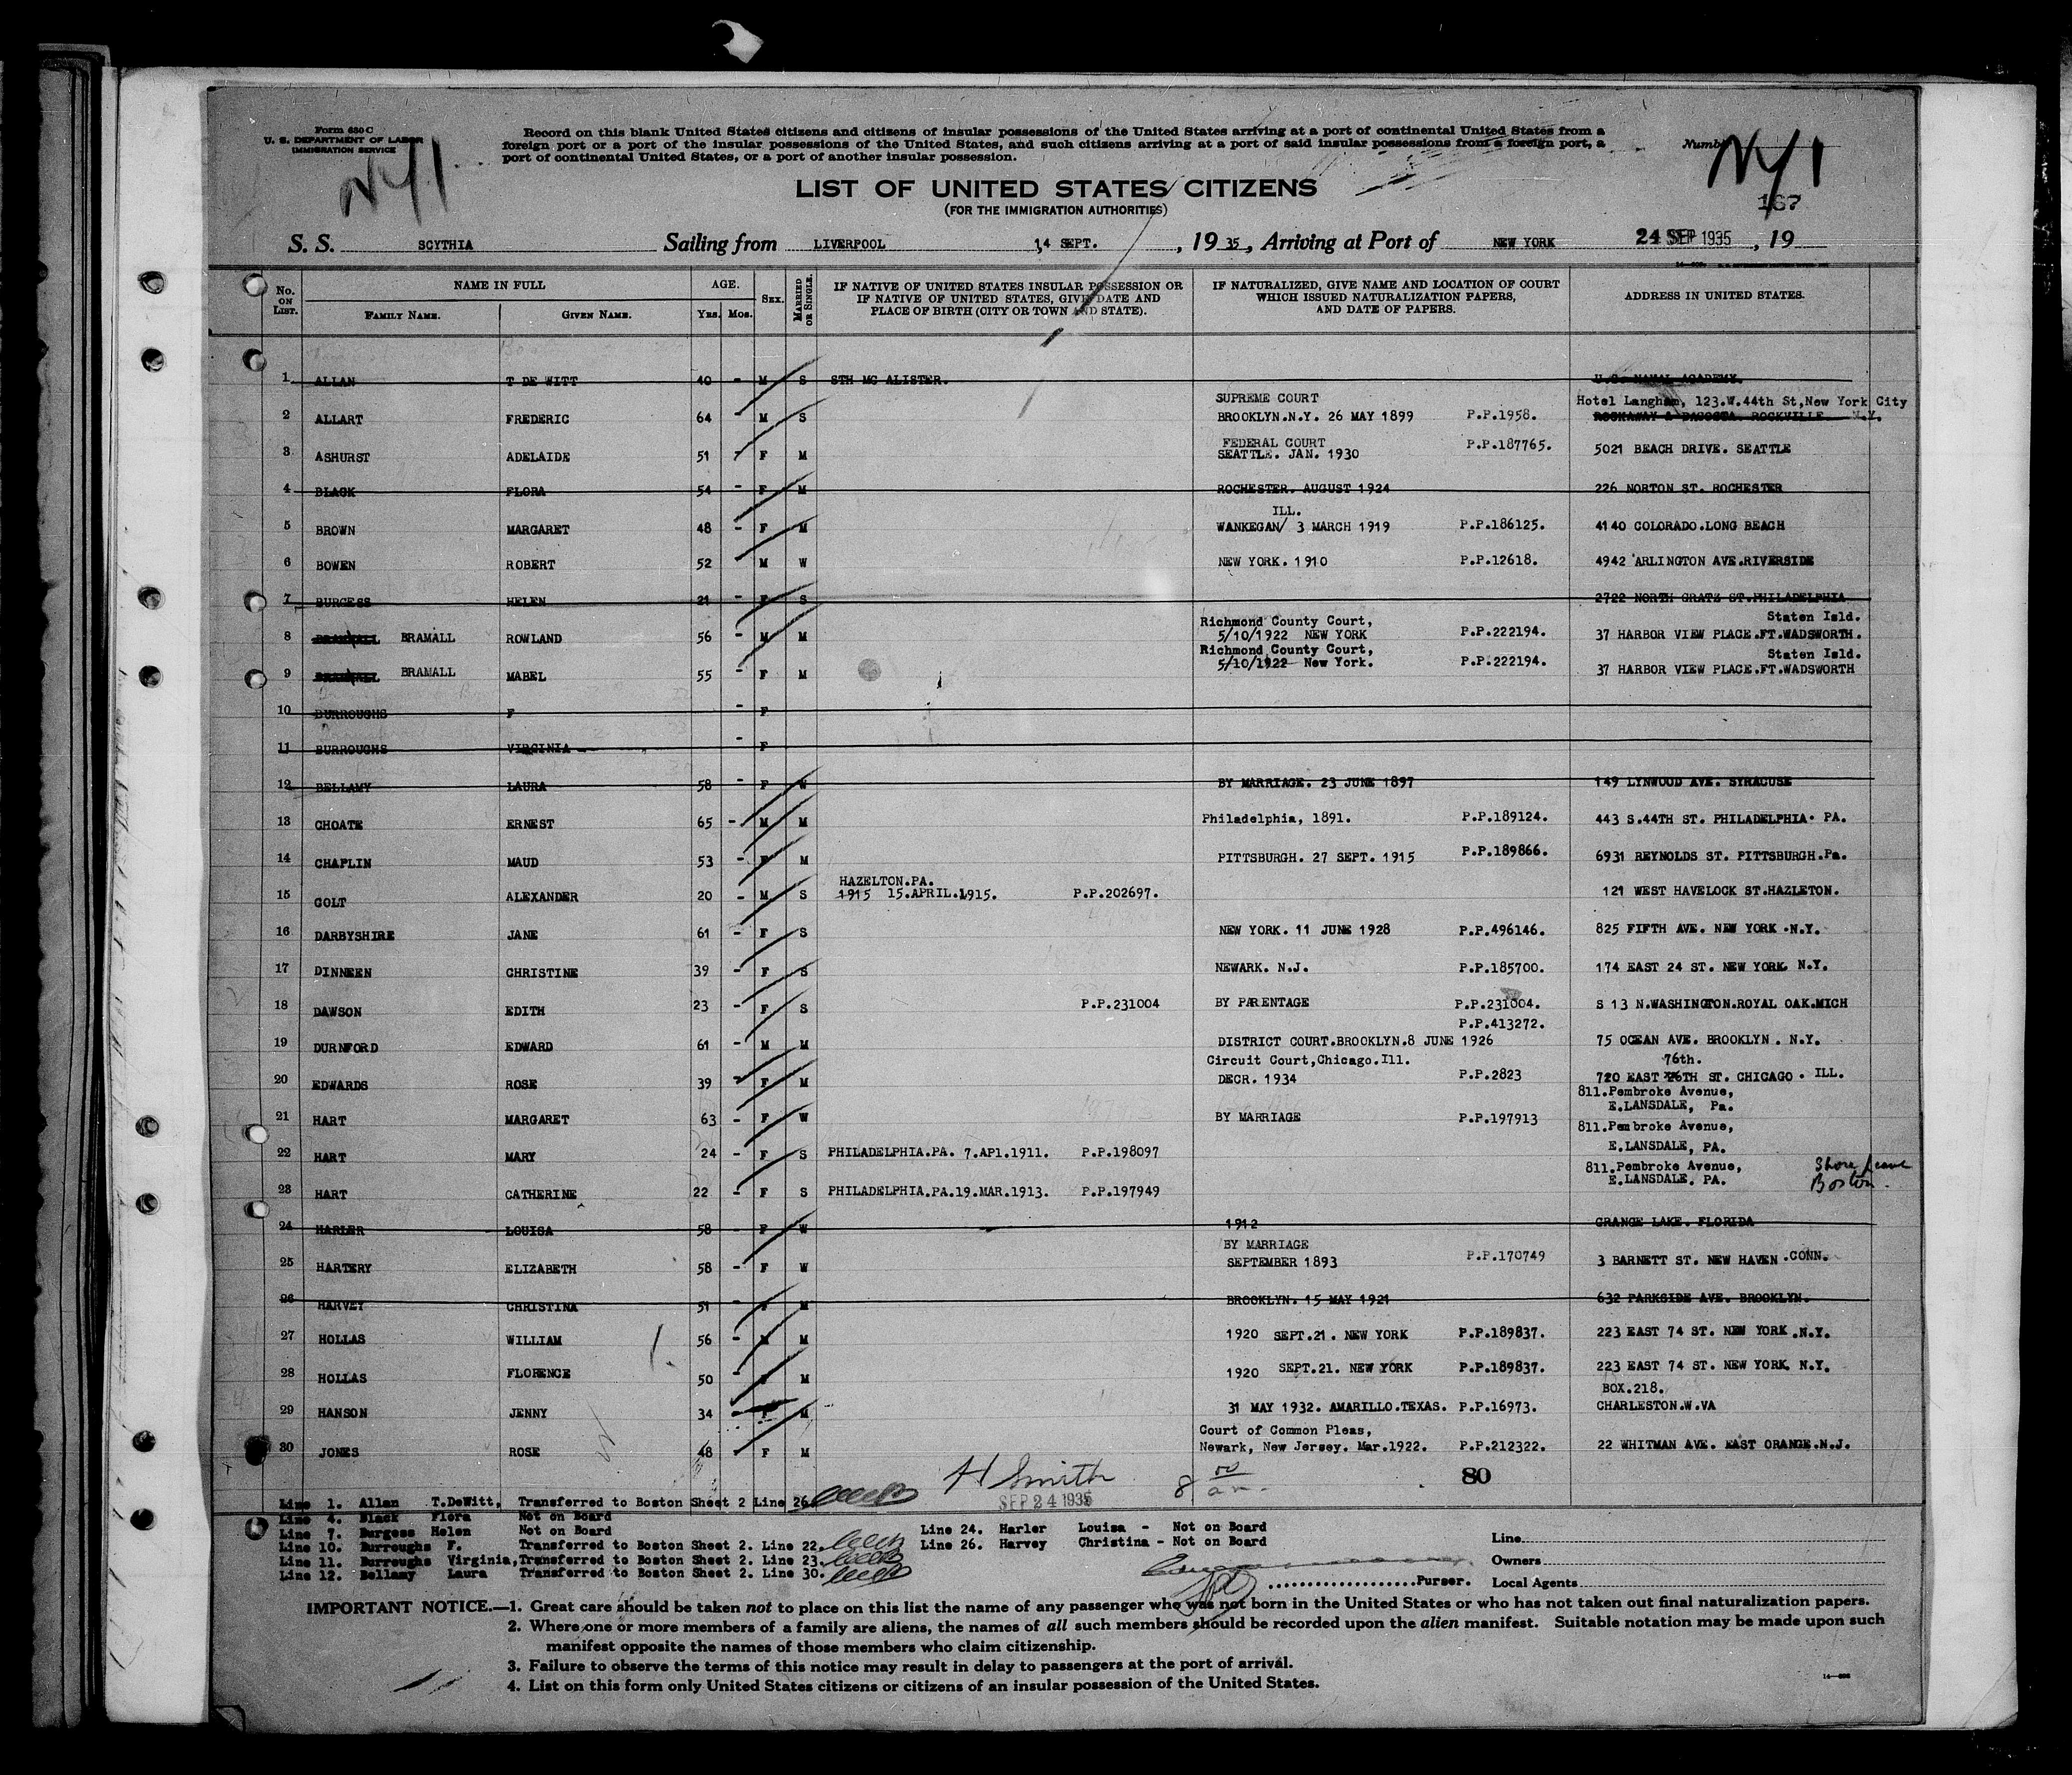 Form 630 C
U. S. DEPARTMENT OF LABOR
IMMIGRATION SERVICE
NY1
Record on this blank United States citizens and citizens of insular possessions of the United States arriving at a port of continental United States from a
foreign port or a port of the insular possessions of the United States, and such citizens arriving at a port of said insular possessions from a foreign port, a
port of continental United States, or a port of another insular possession.
Number
NY1
167
LIST OF UNITED STATES CITIZENS
(FOR THE IMMIGRATION AUTHORITIES)
S. S. SCYTHIA Sailing from LIVERPOOL 14 SEPT. , 19 35, Arriving at Port of NEW YORK 24 SEP 1935 , 19
No. ON LIST. NAME IN FULL FAMILY NAME. GIVEN NAME. AGE. YRS. MOS. SEX. MARRIED OR SINGLE. IF NATIVE OF UNITED STATES INSULAR POSSESSION OR IF NATIVE OF UNITED STATES, GIVE DATE AND PLACE OF BIRTH (CITY OR TOWN AND STATE). IF NATURALIZED, GIVE NAME AND LOCATION OF COURT WHICH ISSUED NATURALIZATION PAPERS, AND DATE OF PAPERS. ADDRESS IN UNITED STATES.
1 ALLAN T DE WITT 40 - M S STH MC ALISTER. U.S. NAVAL ACADEMY.
SUPREME COURT Hotel Langham, 123.W.44th St,New York City
2 ALLART FREDERIC 64 - M S BROOKLYN.N.Y. 26 MAY 1899 P.P.1958. ROCKAWAY & DACOSTA ROCKVILLE N.Y.
FEDERAL COURT P.P.187765.
3 ASHURST ADELAIDE 51 - F M SEATTLE. JAN. 1930 5021 BEACH DRIVE. SEATTLE
4 BLACK FLORA 54 - F M ROCHESTER. AUGUST 1924 226 NORTON ST. ROCHESTER
ILL.
5 BROWN MARGARET 48 - F M WANKEGAN/ 3 MARCH 1919 P.P.186125. 4140 COLORADO.LONG BEACH
6 BOWEN ROBERT 52 M W NEW YORK. 1910 P.P.12618. 4942 ARLINGTON AVE.RIVERSIDE
7 BURGESS HELEN 21 - F S 2722 NORTH GRATZ ST.PHILADELPHIA
Richmond County Court, Staten Isld.
8 BRAMALL ROWLAND 56 - M M 5/10/1922 NEW YORK P.P.222194. 37 HARBOR VIEW PLACE.FT.WADSWORTH.
Richmond County Court, Staten Isld.
9 BRAMALL MABEL 55 - F M 5/10/1922 New York. P.P.222194. 37 HARBOR VIEW PLACE.FT.WADSWORTH
10 BURROUGHS F - F
11 BURROUGHS VIRGINIA - F
12 BELLAMY LAURA 58 - F W BY MARRIAGE. 23 JUNE 1897 149 LYNWOOD AVE. SYRACUSE
13 CHOATE ERNEST 65 - M M Philadelphia, 1891. P.P.189124. 443 S.44TH ST. PHILADELPHIA. PA.
14 CHAPLIN MAUD 53 - F M PITTSBURGH. 27 SEPT. 1915 P.P.189866. 6931 REYNOLDS ST. PITTSBURGH.Pa.
HAZELTON.PA.
15 GOLT ALEXANDER 20 - M S 1915 15.APRIL.1915. P.P.202697. 121 WEST HAVELOCK ST.HAZLETON.
16 DARBYSHIRE JANE 61 - F S NEW YORK. 11 JUNE 1928 P.P.496146. 825 FIFTH AVE. NEW YORK .N.Y.
17 DINNEEN CHRISTINE 39 - F S NEWARK. N.J. P.P.185700. 174 EAST 24 ST. NEW YORK. N.Y.
18 DAWSON EDITH 23 - F S P.P.231004 BY PARENTAGE P.P.231004. S 13 N.WASHINGTON.ROYAL OAK.MICH
P.P.413272.
19 DURNFORD EDWARD 61 - M M DISTRICT COURT.BROOKLYN.8 JUNE 1926 75 OCEAN AVE. BROOKLYN. N.Y.
Circuit Court,Chicago.Ill. 76th.
20 EDWARDS ROSE 39 F M DECR. 1934 P.P.2823 720 EAST 26TH ST. CHICAGO . ILL.
811.Pembroke Avenue,
E.LANSDALE, Pa.
21 HART MARGARET 63 - F W BY MARRIAGE P.P.197913
811.Pembroke Avenue,
E.LANSDALE, PA.
22 HART MARY 24 - F S PHILADELPHIA.PA. 7.AP1.1911. P.P.198097
811.Pembroke Avenue, Shore leave
E.LANSDALE. PA. Boston.
23 HART CATHERINE 22 - F S PHILADELPHIA.PA.19.MAR.1913. P.P.197949
24 HARLER LOUISA 58 - F W 1912 ORANGE LAKE. FLORIDA
BY MARRIAGE
25 HARTERY ELIZABETH 58 - F W SEPTEMBER 1893 P.P.170749 3 BARNETT ST. NEW HAVEN .CONN.
26 HARVEY CHRISTINA 51 F M BROOKLYN. 15 MAY 1921 632 PARKSIDE AVE. BROOKLYN.
27 HOLLAS WILLIAM 56 - M M 1920 SEPT.21. NEW YORK P.P.189837. 223 EAST 74 ST. NEW YORK .N.Y.
28 HOLLAS FLORENCE 50 - F M 1920 SEPT.21. NEW YORK P.P.189837. 223 EAST 74 ST. NEW YORK. N.Y.
BOX.218.
29 HANSON JENNY 34 - F M 31 MAY 1932. AMARILLO.TEXAS. P.P.16973. CHARLESTON.W.VA
Court of Common Pleas,
30 JONES ROSE 48 F M Newark, New Jersey. Mar.1922. P.P.212322. 22 WHITMAN AVE. EAST ORANGE.N.J.
H Smith 8 00 a.m. 80
SEP 24 1935
Line 1. Allan T.DeWitt, Transferred to Boston Sheet 2 Line 26.
Line 4. Black Flora Not on Board
Line 7. Burgess Helen Not on Board
Line 10. Burroughs F. Transferred to Boston Sheet 2. Line 22.
Line 11. Burroughs Virginia,Transferred to Boston Sheet 2. Line 23.
Line 12. Bellamy Laura Transferred to Boston Sheet 2. Line 30.
Line 24. Harler Louisa - Not on Board
Line 26. Harvey Christina - Not on Board
Purser.
Line
Owners
Local Agents
IMPORTANT NOTICE.—1. Great care should be taken not to place on this list the name of any passenger who was not born in the United States or who has not taken out final naturalization papers.
2. Where one or more members of a family are aliens, the names of all such members should be recorded upon the alien manifest. Suitable notation may be made upon such
manifest opposite the names of those members who claim citizenship.
3. Failure to observe the terms of this notice may result in delay to passengers at the port of arrival.
4. List on this form only United States citizens or citizens of an insular possession of the United States.